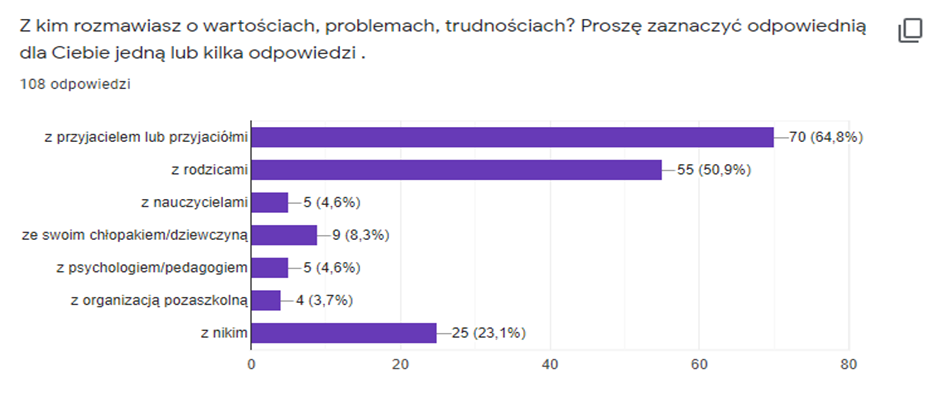 Z kim rozmawiasz o wartościach, problemach, trudnościach? Proszę zaznaczyć odpowiednią
dla Ciebie jedną lub kilka odpowiedzi .
108 odpowiedzi
z przyjacielem lub przyjaciółmi 70 (64,8%)
z rodzicami 55 (50,9%)
z nauczycielami 5 (4,6%)
ze swoim chłopakiem/dziewczyną 9 (8,3%)
z psychologiem/pedagogiem 5 (4,6%)
z organizacją pozaszkolną 4 (3,7%)
z nikim 25 (23,1%)
0 20 40 60 80